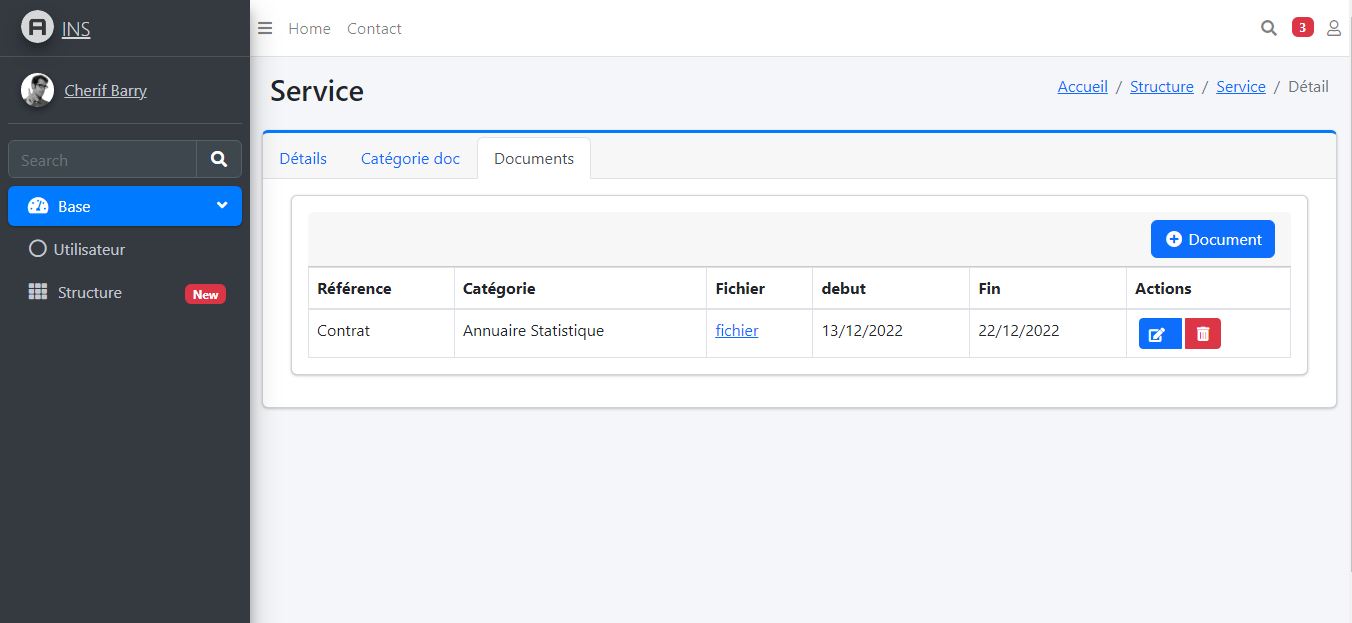 INS
Home Contact
3
Cherif Barry
Service
Accueil / Structure / Service / Détail
Search
Base
Utilisateur
Structure New
Détails Catégorie doc Documents
Document
Référence Catégorie Fichier debut Fin Actions
Contrat Annuaire Statistique fichier 13/12/2022 22/12/2022